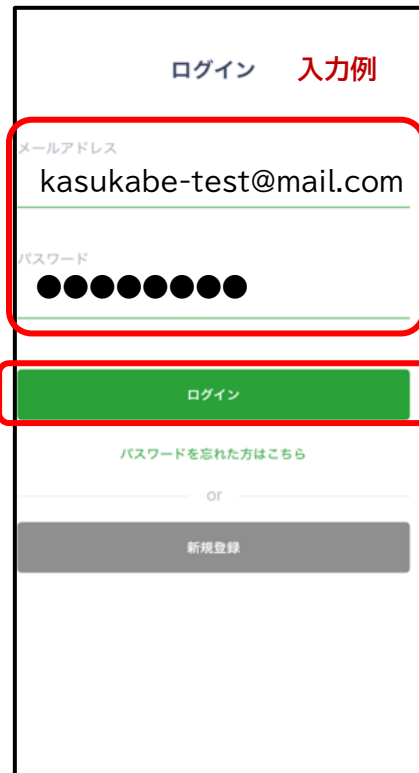 ログイン 入力例
メールアドレス
kasukabe-test@mail.com
パスワード
●●●●●●●●
ログイン
パスワードを忘れた方はこちら
or
新規登録